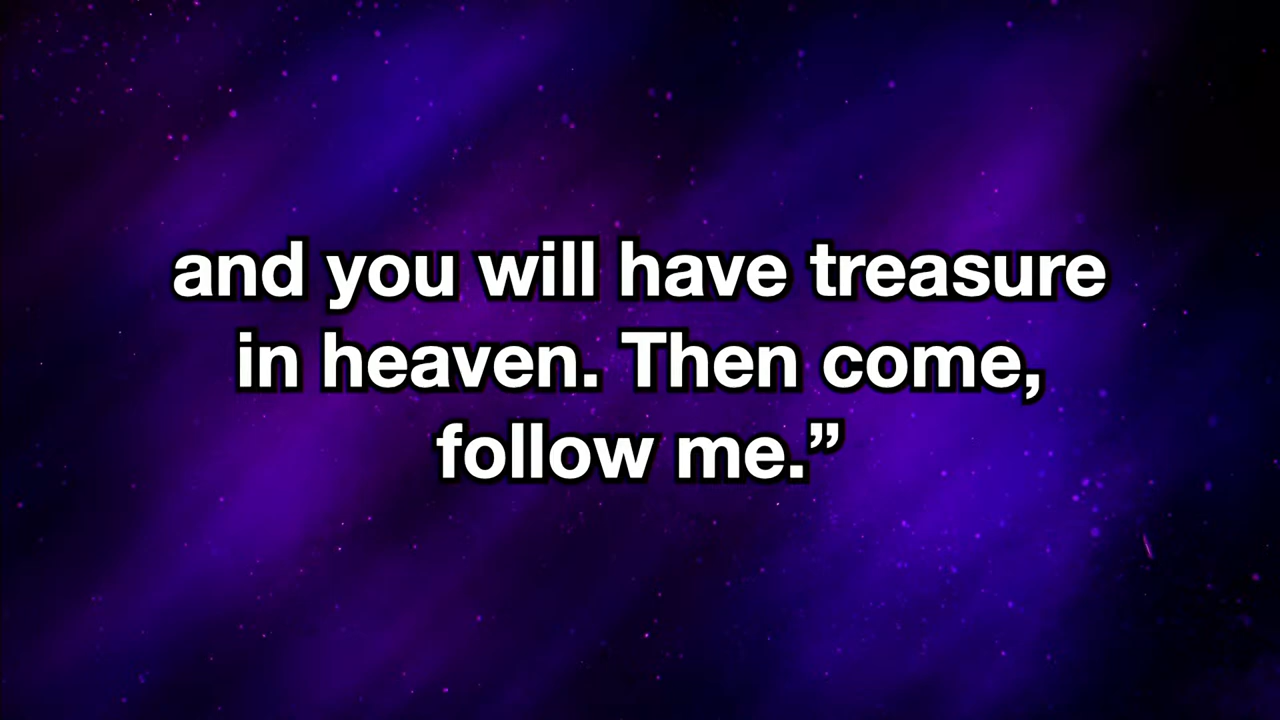 and you will have treasure
in heaven. Then come,
follow me.”